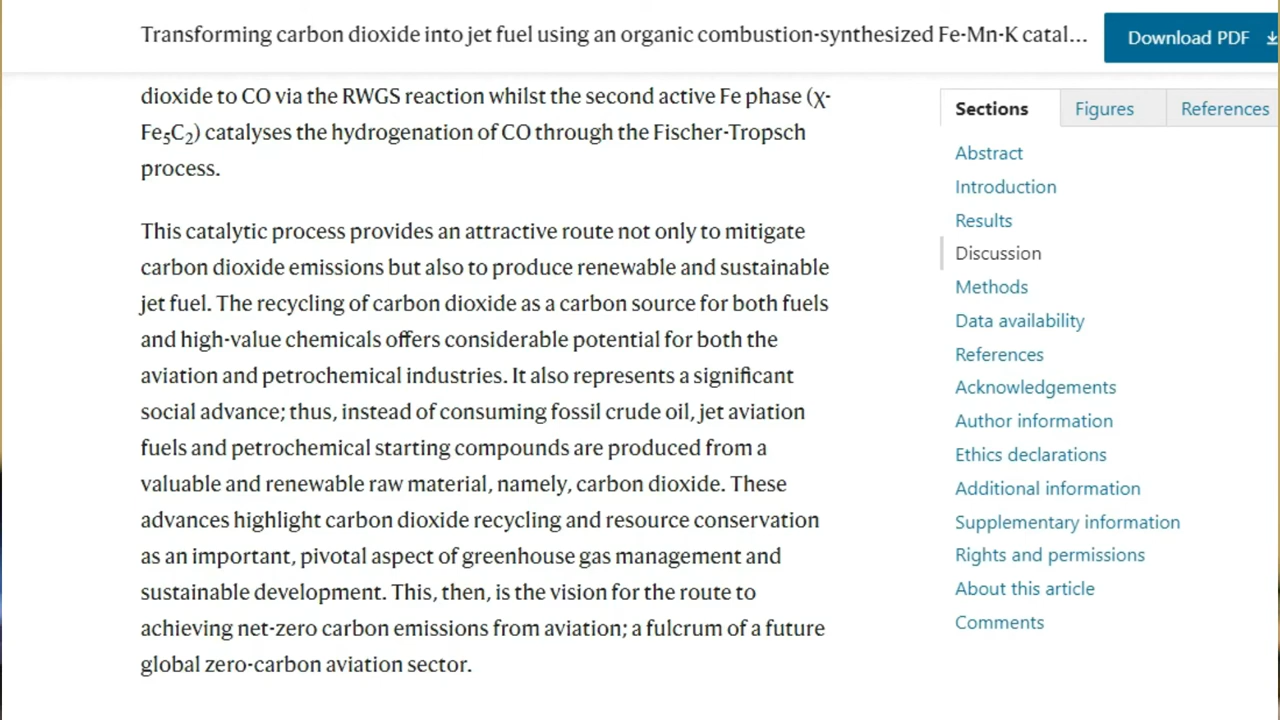 Transforming carbon dioxide into jet fuel using an organic combustion-synthesized Fe-Mn-K catal...
Download PDF
dioxide to CO via the RWGS reaction whilst the second active Fe phase (χ-
Fe₅C₂) catalyses the hydrogenation of CO through the Fischer-Tropsch
process.
This catalytic process provides an attractive route not only to mitigate
carbon dioxide emissions but also to produce renewable and sustainable
jet fuel. The recycling of carbon dioxide as a carbon source for both fuels
and high-value chemicals offers considerable potential for both the
aviation and petrochemical industries. It also represents a significant
social advance; thus, instead of consuming fossil crude oil, jet aviation
fuels and petrochemical starting compounds are produced from a
valuable and renewable raw material, namely, carbon dioxide. These
advances highlight carbon dioxide recycling and resource conservation
as an important, pivotal aspect of greenhouse gas management and
sustainable development. This, then, is the vision for the route to
achieving net-zero carbon emissions from aviation; a fulcrum of a future
global zero-carbon aviation sector.
Sections
Figures
References
Abstract
Introduction
Results
Discussion
Methods
Data availability
References
Acknowledgements
Author information
Ethics declarations
Additional information
Supplementary information
Rights and permissions
About this article
Comments